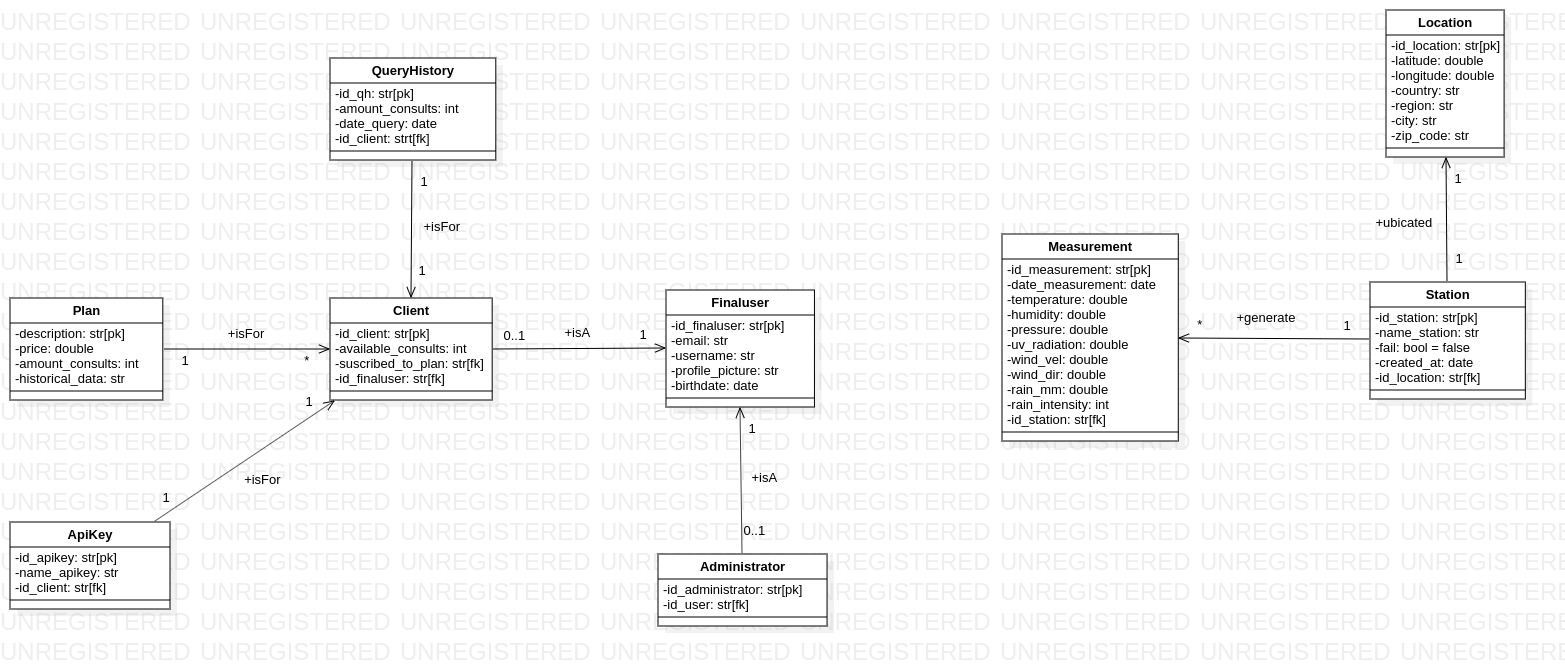 QueryHistory
-id_qh: str[pk]
-amount_consults: int
-date_query: date
-id_client: strt[fk]
1
+isFor
1
Plan
-description: str[pk]
-price: double
-amount_consults: int
-historical_data: str
+isFor
1
*
Client
-id_client: str[pk]
-available_consults: int
-suscribed_to_plan: str[fk]
-id_finaluser: str[fk]
0..1
+isA
1
Finaluser
-id_finaluser: str[pk]
-email: str
-username: str
-profile_picture: str
-birthdate: date
1
+isFor
1
ApiKey
-id_apikey: str[pk]
-name_apikey: str
-id_client: str[fk]
1
+isA
0..1
Administrator
-id_administrator: str[pk]
-id_user: str[fk]
Location
-id_location: str[pk]
-latitude: double
-longitude: double
-country: str
-region: str
-city: str
-zip_code: str
1
+ubicated
1
Measurement
-id_measurement: str[pk]
-date_measurement: date
-temperature: double
-humidity: double
-pressure: double
-uv_radiation: double
-wind_vel: double
-wind_dir: double
-rain_mm: double
-rain_intensity: int
-id_station: str[fk]
*
+generate
1
Station
-id_station: str[pk]
-name_station: str
-fail: bool = false
-created_at: date
-id_location: str[fk]
UNREGISTERED